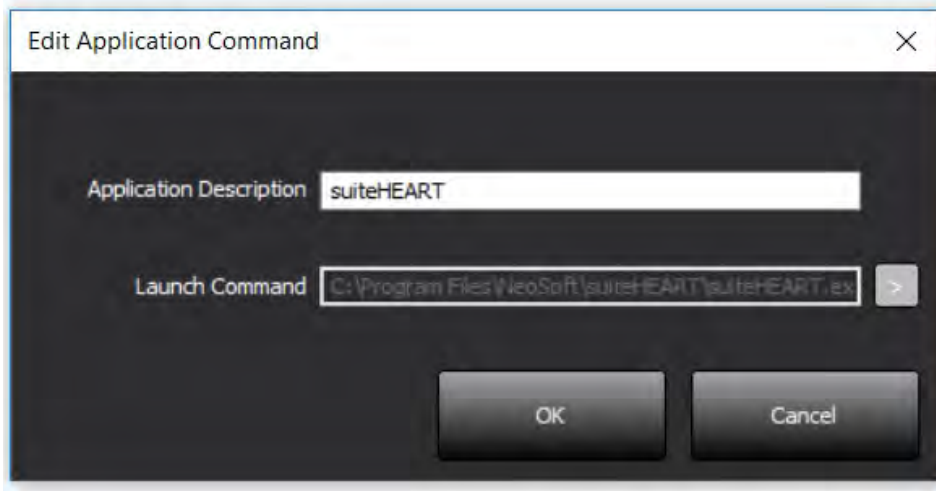 Edit Application Command
Application Description suiteHEART
Launch Command C:\Program Files\NeoSoft\suiteHEART\suiteHEART.ex >
OK Cancel